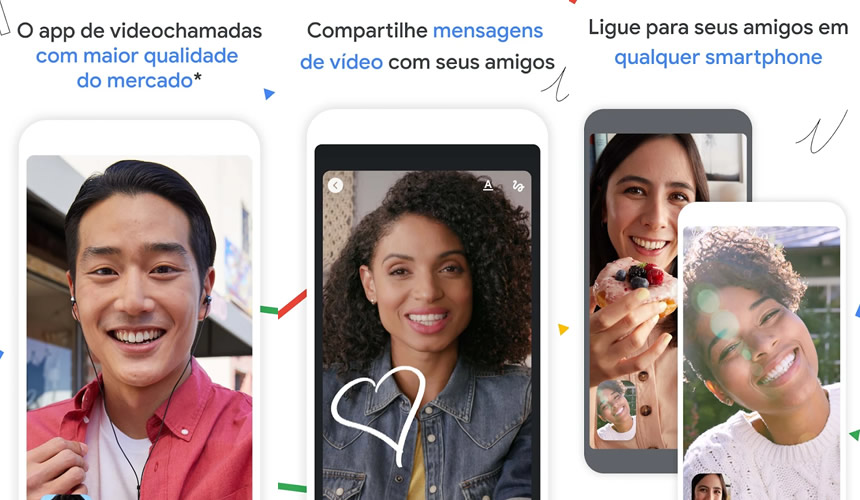 O app de videochamadas
com maior qualidade
do mercado*
Compartilhe mensagens
de vídeo com seus amigos
A
Ligue para seus amigos em
qualquer smartphone